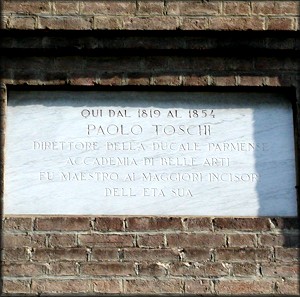 QUI DAL 1819 AL 1854
PAOLO TOSCHI
DIRETTORE DELLA DUCALE PARMENSE
ACCADEMIA DI BELLE ARTI
FU MAESTRO AI MAGGIORI INCISORI
DELL ETA SUA